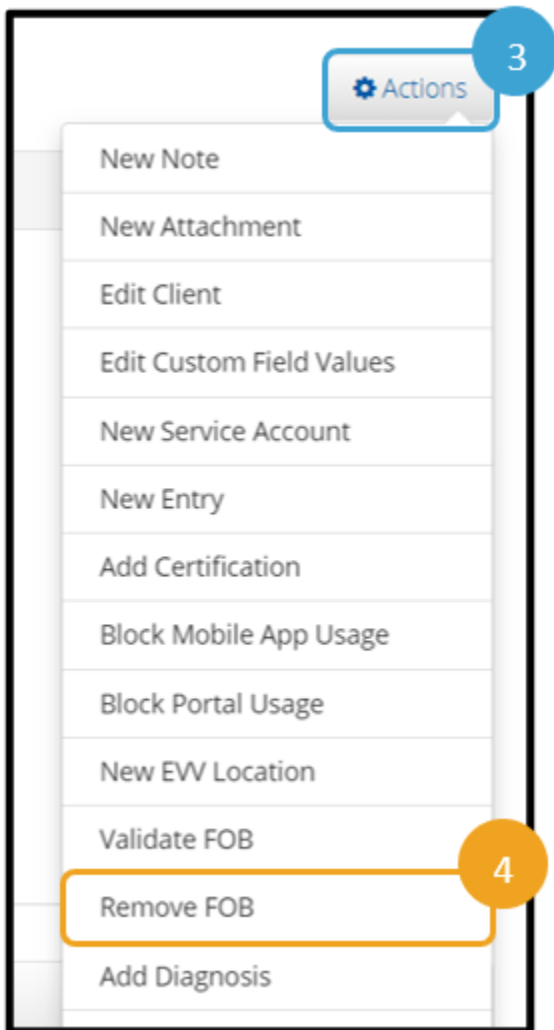 3
Actions
New Note
New Attachment
Edit Client
Edit Custom Field Values
New Service Account
New Entry
Add Certification
Block Mobile App Usage
Block Portal Usage
New EVV Location
Validate FOB
4
Remove FOB
Add Diagnosis